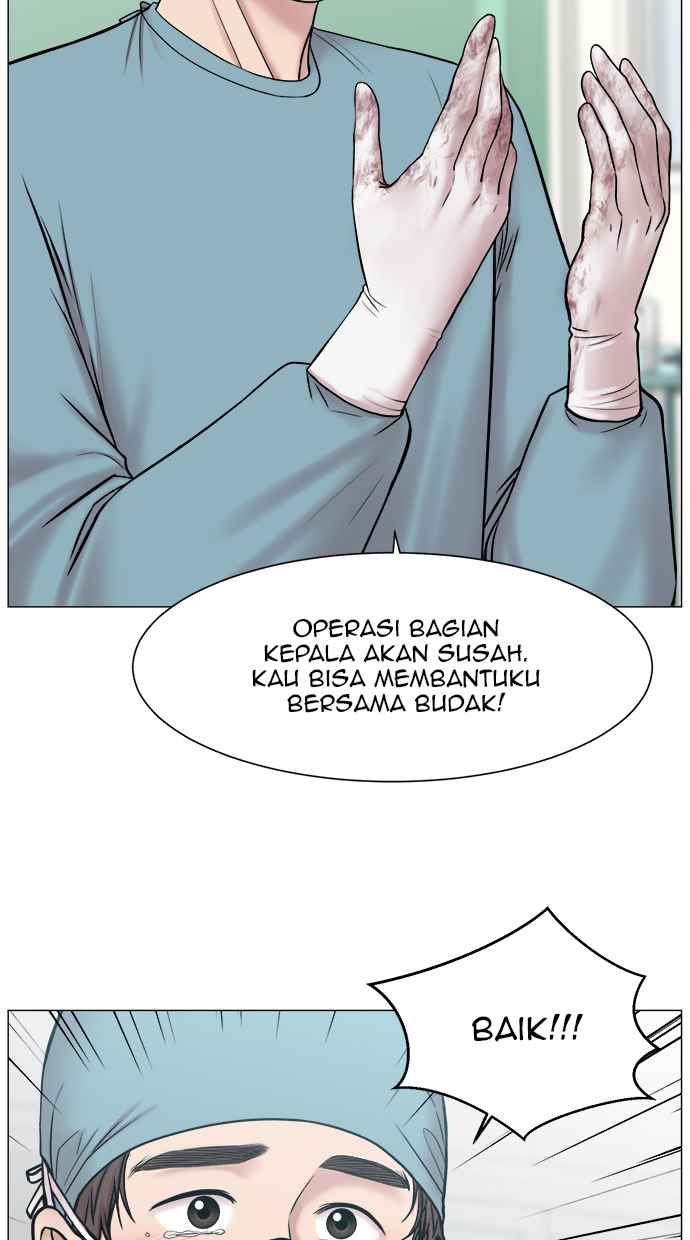 OPERASI BAGIAN
KEPALA AKAN SUSAH,
KAU BISA MEMBANTUKU
BERSAMA BUDAK!
BAIK!!!